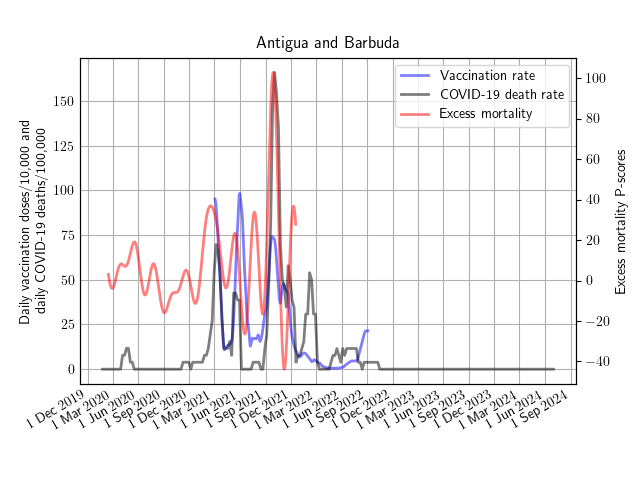 Antigua and Barbuda
Vaccination rate
COVID-19 death rate
Excess mortality
Daily vaccination doses/10,000 and
daily COVID-19 deaths/100,000
150
125
100
75
50
25
0
Excess mortality P-scores
100
80
60
40
20
0
−20
−40
1 Dec 2019
1 Mar 2020
1 Jun 2020
1 Sep 2020
1 Dec 2020
1 Mar 2021
1 Jun 2021
1 Sep 2021
1 Dec 2021
1 Mar 2022
1 Jun 2022
1 Sep 2022
1 Dec 2022
1 Mar 2023
1 Jun 2023
1 Sep 2023
1 Dec 2023
1 Mar 2024
1 Jun 2024
1 Sep 2024